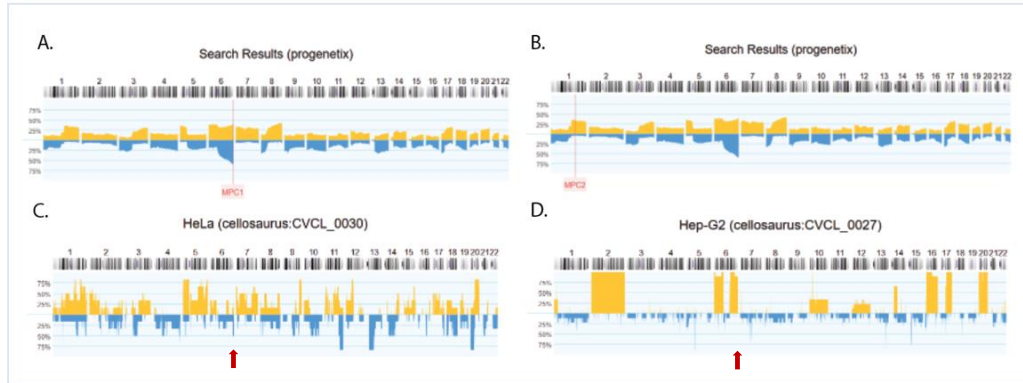 A.
Search Results (progenetix)
1 2 3 4 5 6 7 8 9 10 11 12 13 14 15 16 17 18 19 20 21 22
75%
50%
25%
25%
50%
75%
MPC1
B.
Search Results (progenetix)
1 2 3 4 5 6 7 8 9 10 11 12 13 14 15 16 17 18 19 20 21 22
75%
50%
25%
25%
50%
75%
MPC2
C.
HeLa (cellosaurus:CVCL_0030)
1 2 3 4 5 6 7 8 9 10 11 12 13 14 15 16 17 18 19 20 21 22
75%
50%
25%
25%
50%
75%
D.
Hep-G2 (cellosaurus:CVCL_0027)
1 2 3 4 5 6 7 8 9 10 11 12 13 14 15 16 17 18 19 20 21 22
75%
50%
25%
25%
50%
75%